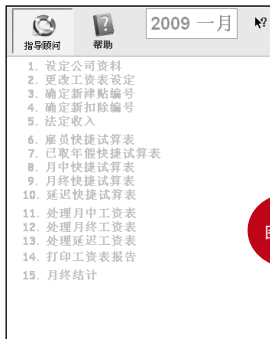 指导顾问
帮助
2009 一月
1. 设定公司资料
2. 更改工资表设定
3. 确定新津贴编号
4. 确定新扣除编号
5. 法定收入
6. 雇员快捷试算表
7. 已取年假快捷试算表
8. 月中快捷试算表
9. 月终快捷试算表
10. 延迟快捷试算表
11. 处理月中工资表
12. 处理月终工资表
13. 处理延迟工资表
14. 打印工资表报告
15. 月终结计